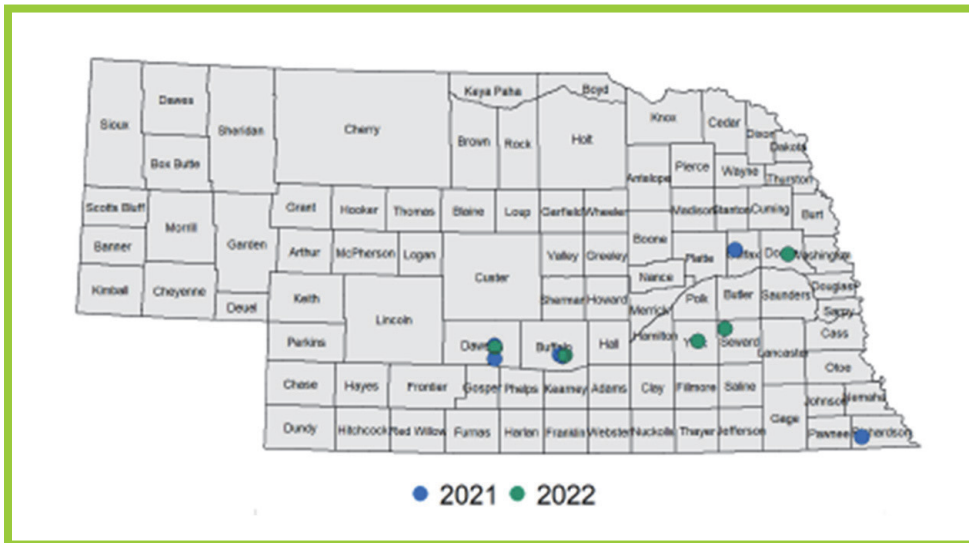 Keya Paha
Boyd
Dawes
Knox
Cedar
Dixon
Sioux
Sheridan
Cherry
Brown
Rock
Holt
Dakota
Box Butte
Pierce
Wayne
Thurston
Antelope
Scotts Bluff
Grant
Hooker
Thomas
Blaine
Loup
Garfield
Wheeler
Madison
Stanton
Cuming
Burt
Morrill
Banner
Garden
Arthur
McPherson
Logan
Valley
Greeley
Boone
Platte
Washington
Custer
Nance
Kimball
Cheyenne
Deuel
Keith
Sherman
Howard
Merrick
Polk
Butler
Saunders
Douglas
Sarpy
Lincoln
Perkins
Buffalo
Hall
Hamilton
Seward
Lancaster
Cass
Otoe
Chase
Hayes
Frontier
Gosper
Phelps
Kearney
Adams
Clay
Fillmore
Saline
Gage
Johnson
Nemaha
Dundy
Hitchcock
Red Willow
Furnas
Harlan
Franklin
Webster
Nuckolls
Thayer
Jefferson
Pawnee
Richardson
2021 2022